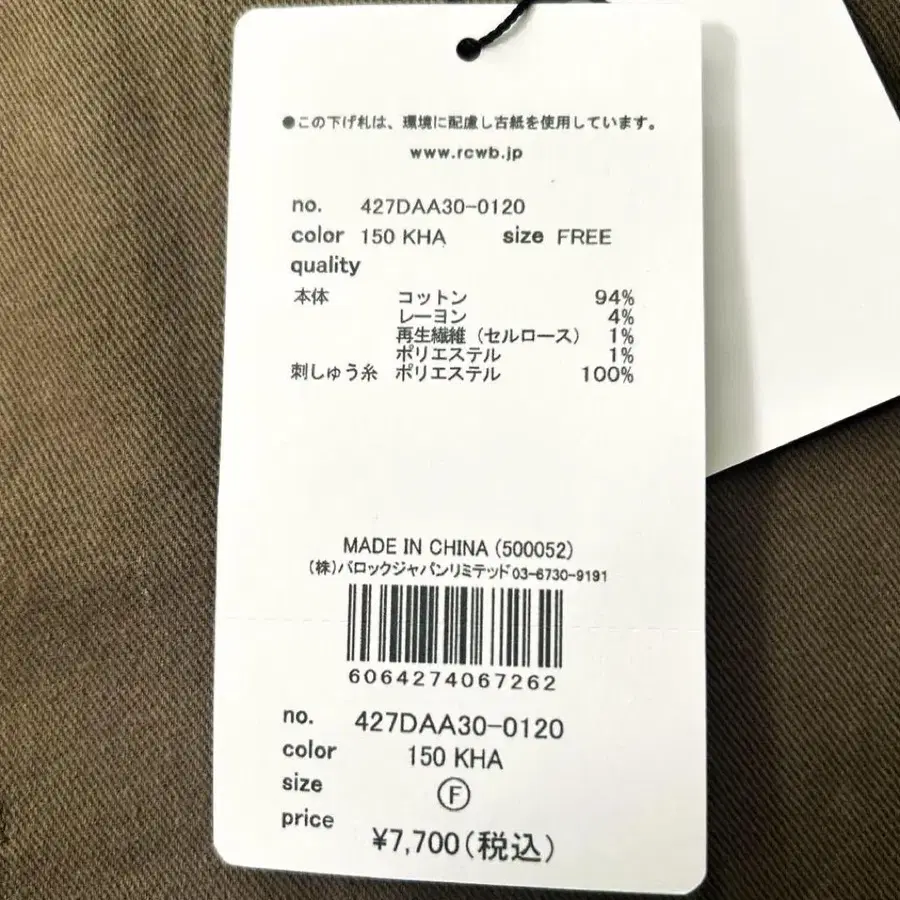 ●この下げ札は、環境に配慮し古紙を使用しています。
www.rcwb.jp
no. 427DAA30-0120
color 150 KHA size FREE
quality
本体 コットン 94%
レーヨン 4%
再生繊維（セルロース） 1%
ポリエステル 1%
刺しゅう糸 ポリエステル 100%
MADE IN CHINA (500052)
(株)バロックジャパンリミテッド03-6730-9191
6064274067262
no. 427DAA30-0120
color 150 KHA
size Ⓕ
price ¥7,700(税込)